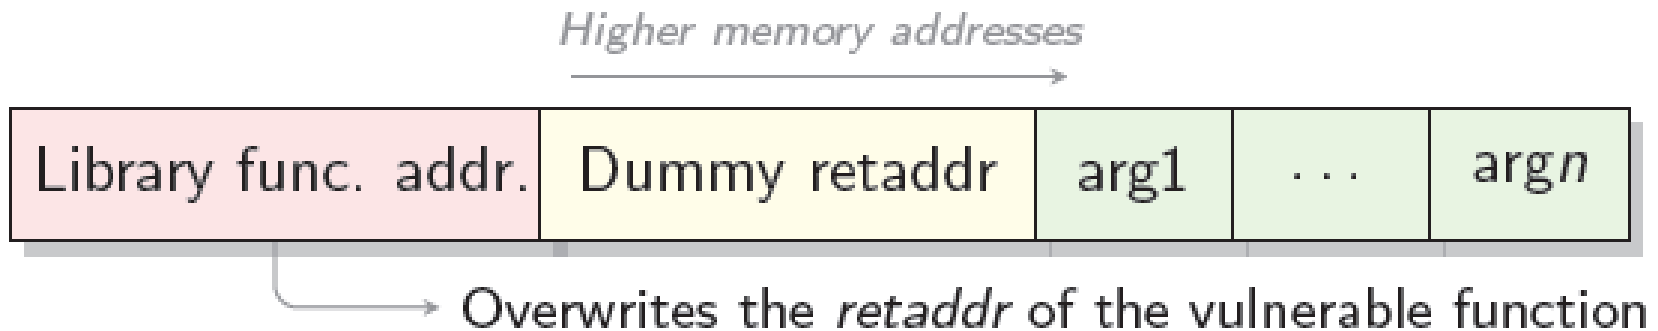 Higher memory addresses
Library func. addr. Dummy retaddr arg1 ... argn
Overwrites the retaddr of the vulnerable function